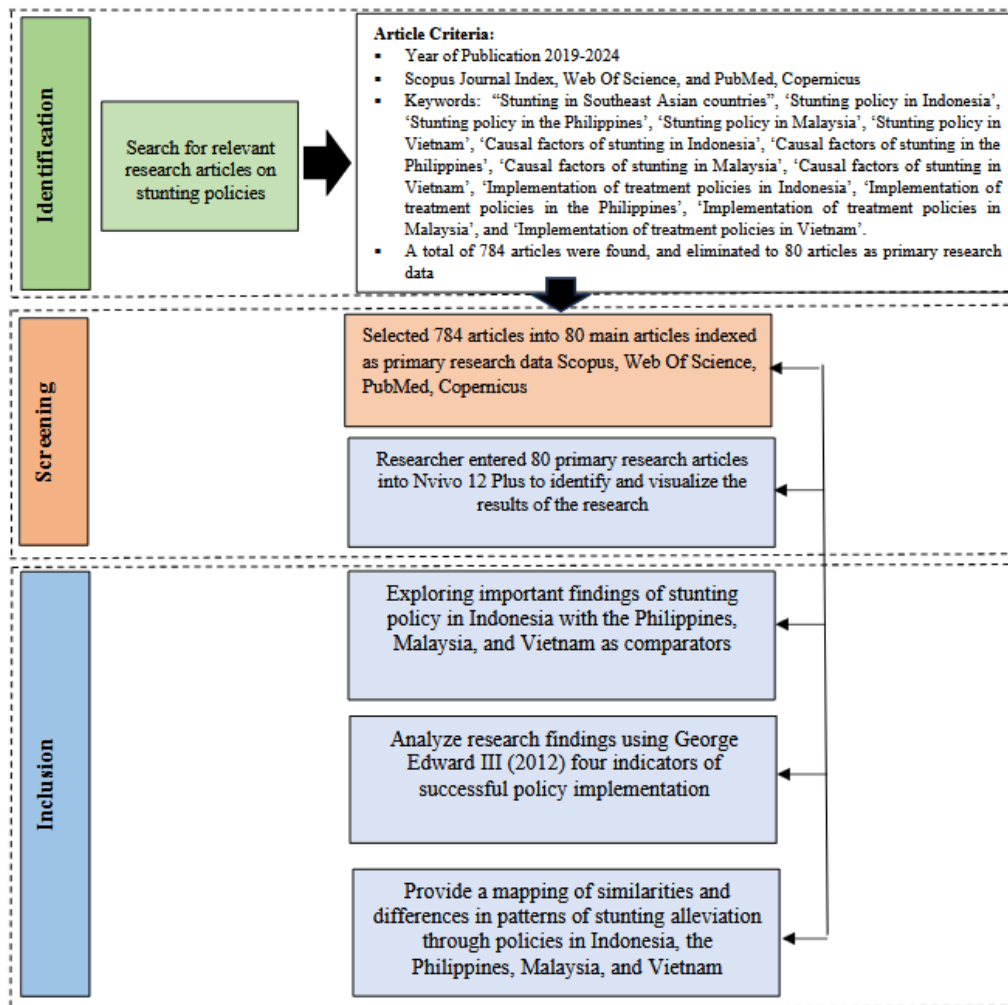 Identification
Search for relevant
research articles on
stunting policies
Article Criteria:
▪ Year of Publication 2019-2024
▪ Scopus Journal Index, Web Of Science, and PubMed, Copernicus
▪ Keywords: “Stunting in Southeast Asian countries”, ‘Stunting policy in Indonesia’,
‘Stunting policy in the Philippines’, ‘Stunting policy in Malaysia’, ‘Stunting policy in
Vietnam’, ‘Causal factors of stunting in Indonesia’, ‘Causal factors of stunting in the
Philippines’, ‘Causal factors of stunting in Malaysia’, ‘Causal factors of stunting in
Vietnam’, ‘Implementation of treatment policies in Indonesia’, ‘Implementation of
treatment policies in the Philippines’, ‘Implementation of treatment policies in
Malaysia’, and ‘Implementation of treatment policies in Vietnam’.
▪ A total of 784 articles were found, and eliminated to 80 articles as primary research
data
Screening
Selected 784 articles into 80 main articles indexed
as primary research data Scopus, Web Of Science,
PubMed, Copernicus
Researcher entered 80 primary research articles
into Nvivo 12 Plus to identify and visualize the
results of the research
Inclusion
Exploring important findings of stunting
policy in Indonesia with the Philippines,
Malaysia, and Vietnam as comparators
Analyze research findings using George
Edward III (2012) four indicators of
successful policy implementation
Provide a mapping of similarities and
differences in patterns of stunting alleviation
through policies in Indonesia, the
Philippines, Malaysia, and Vietnam